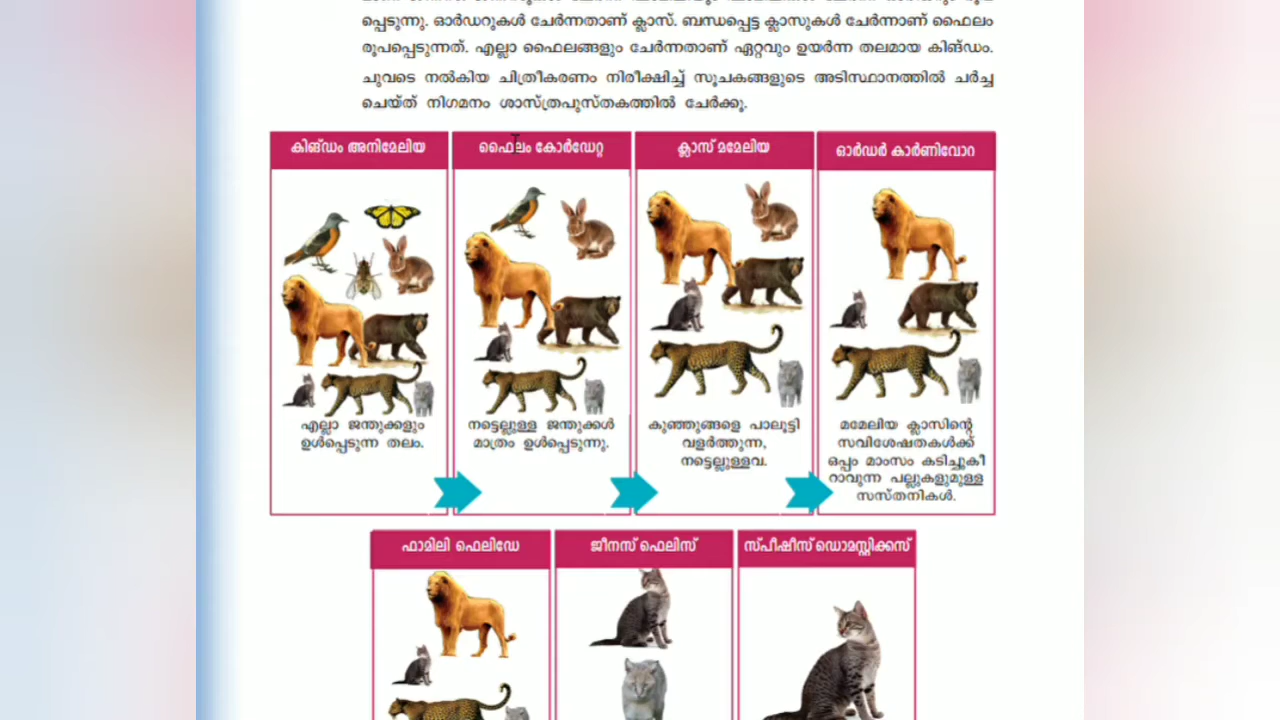 പ്പെടുന്നു. ഓർഡറുകൾ ചേർന്നതാണ് ക്ലാസ്. ബന്ധപ്പെട്ട ക്ലാസുകൾ ചേർന്നാണ് ഫൈലം
രൂപപ്പെടുന്നത്. എല്ലാ ഫൈലങ്ങളും ചേർന്നതാണ് ഏറ്റവും ഉയർന്ന തലമായ കിങ്ഡം.
ചുവടെ നൽകിയ ചിത്രീകരണം നിരീക്ഷിച്ച് സൂചകങ്ങളുടെ അടിസ്ഥാനത്തിൽ ചർച്ച
ചെയ്ത് നിഗമനം ശാസ്ത്രപുസ്തകത്തിൽ ചേർക്കൂ.
കിങ്ഡം അനിമേലിയ
എല്ലാ ജന്തുക്കളും
ഉൾപ്പെടുന്ന തലം.
ഫൈലം കോർഡേറ്റ
നട്ടെല്ലുള്ള ജന്തുക്കൾ
മാത്രം ഉൾപ്പെടുന്നു.
ക്ലാസ് മമേലിയ
കുഞ്ഞുങ്ങളെ പാലൂട്ടി
വളർത്തുന്ന,
നട്ടെല്ലുള്ളവ.
ഓർഡർ കാർണിവോറ
മമേലിയ ക്ലാസിന്റെ
സവിശേഷതകൾക്ക്
ഒപ്പം മാംസം കടിച്ചുകീ
റാവുന്ന പല്ലുകളുമുള്ള
സസ്തനികൾ.
ഫാമിലി ഫെലിഡേ
ജീനസ് ഫെലിസ്
സ്പീഷീസ് ഡൊമസ്റ്റിക്കസ്